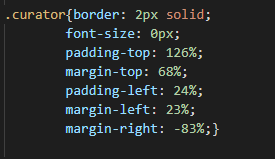 .curator{border: 2px solid;
font-size: 0px;
padding-top: 126%;
margin-top: 68%;
padding-left: 24%;
margin-left: 23%;
margin-right: -83%;}